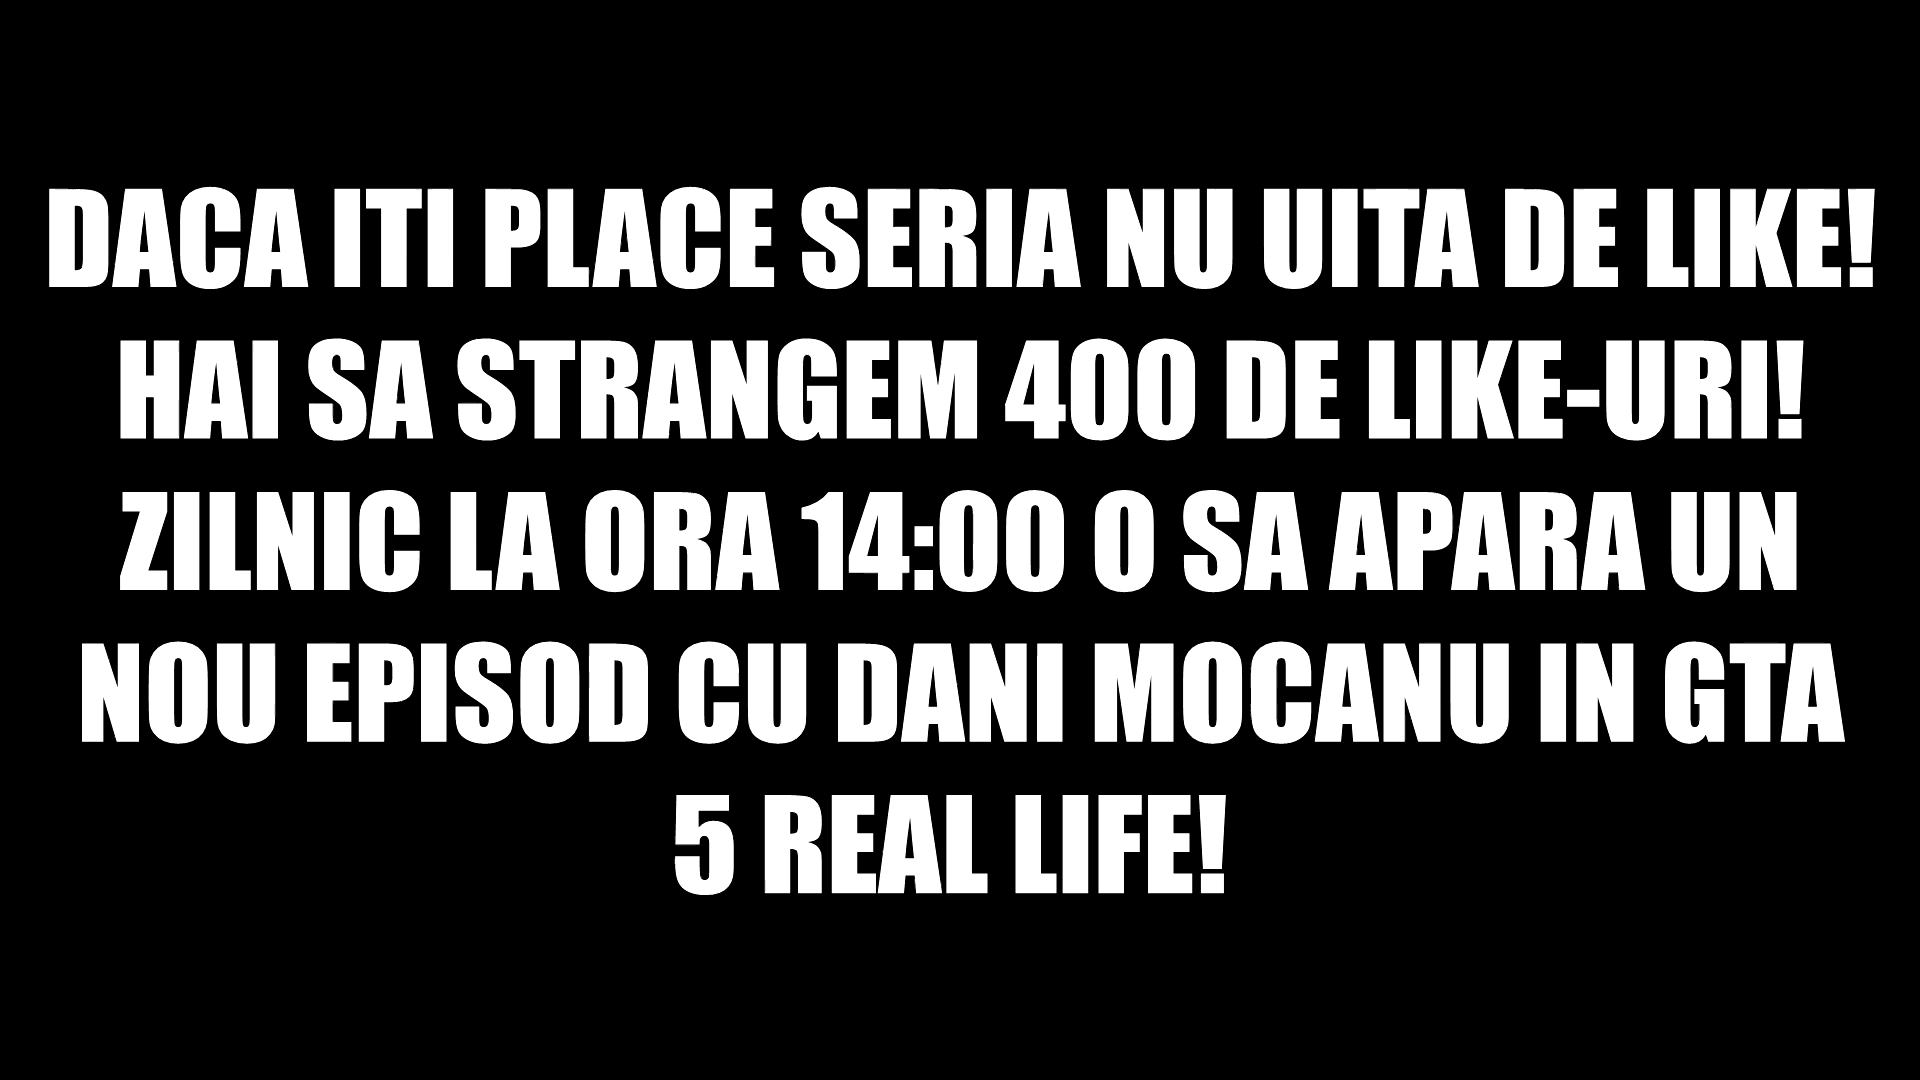 DACA ITI PLACE SERIA NU UITA DE LIKE!
HAI SA STRANGEM 400 DE LIKE-URI!
ZILNIC LA ORA 14:00 O SA APARA UN
NOU EPISOD CU DANI MOCANU IN GTA
5 REAL LIFE!